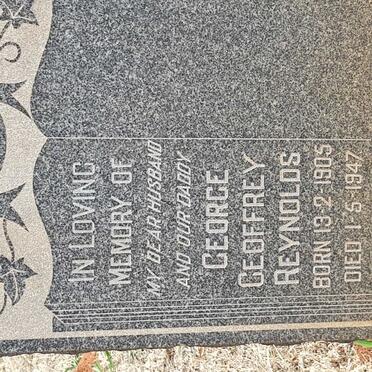 IN LOVING
MEMORY OF
MY DEAR HUSBAND
AND OUR DADDY
GEORGE
GEOFFREY
REYNOLDS
BORN 13-2-1905
DIED 1-5-1947